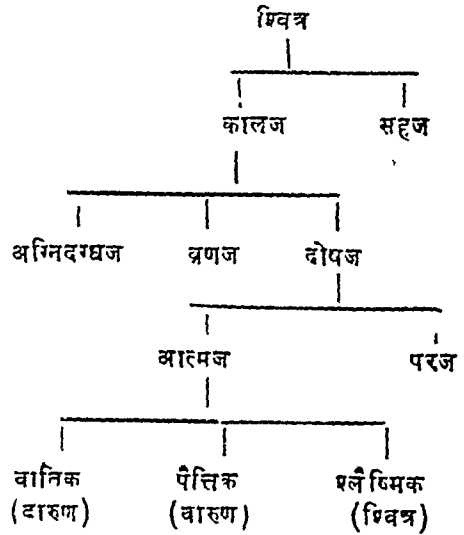 श्वित्र
कालज सहज
अग्निदग्धज व्रणज दोषज
आत्मज परज
वातिक पैत्तिक श्लैष्मिक
(दारुण) (वारुण) (श्वित्र)